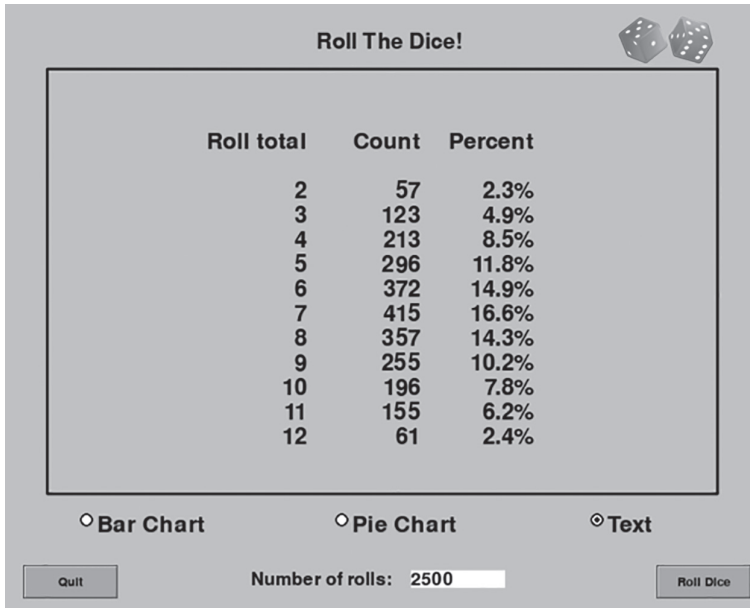 Roll The Dice!
Roll total Count Percent
2 57 2.3%
3 123 4.9%
4 213 8.5%
5 296 11.8%
6 372 14.9%
7 415 16.6%
8 357 14.3%
9 255 10.2%
10 196 7.8%
11 155 6.2%
12 61 2.4%
Bar Chart Pie Chart Text
Quit Number of rolls: 2500 Roll Dice